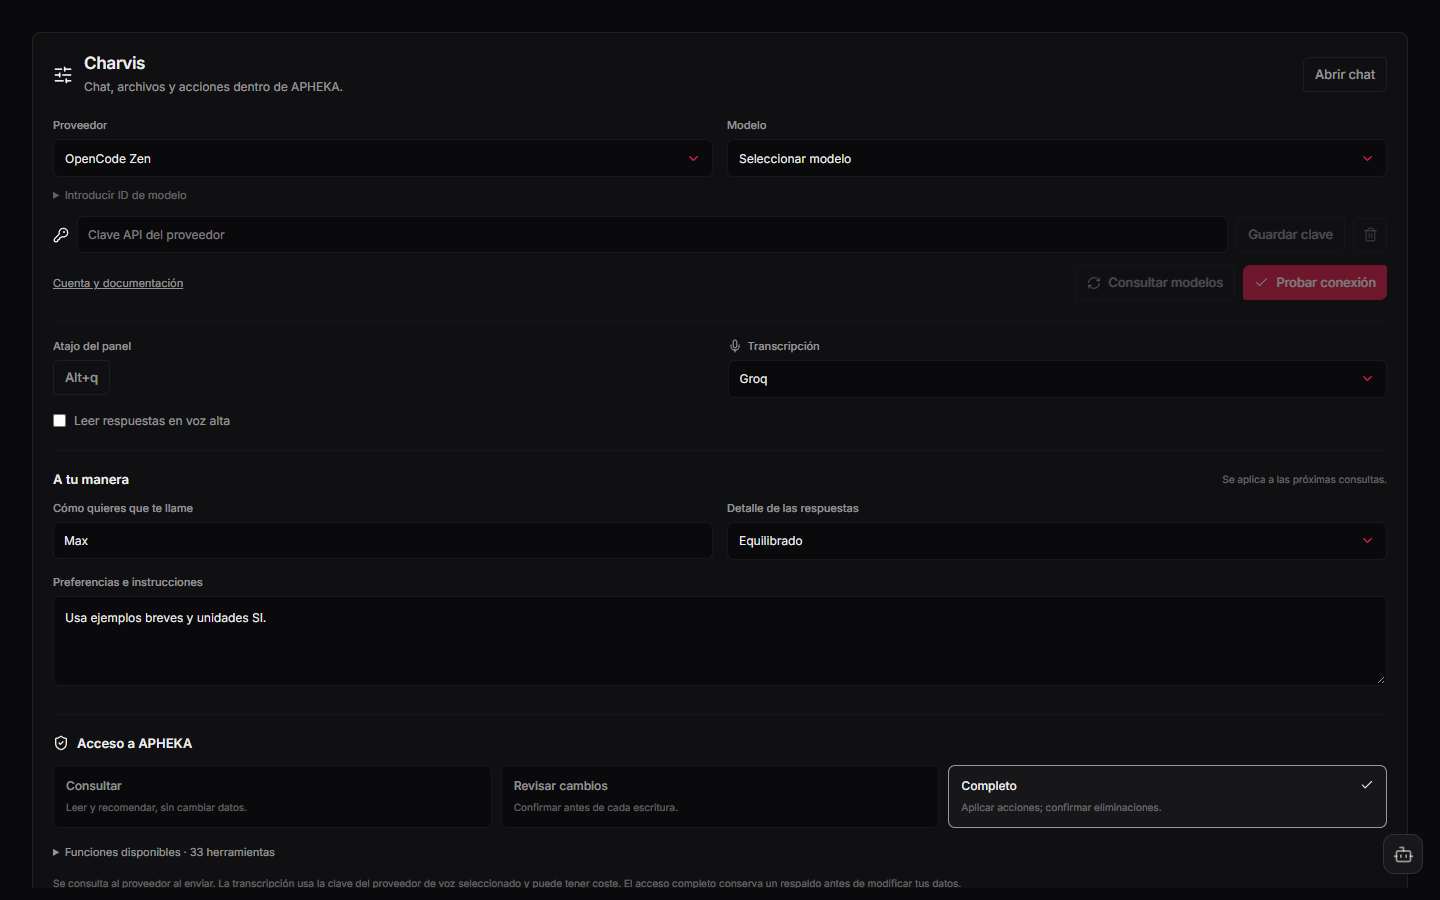 Charvis
Chat, archivos y acciones dentro de APHEKA.
Abrir chat
Proveedor
Modelo
OpenCode Zen
Seleccionar modelo
Introducir ID de modelo
Clave API del proveedor
Guardar clave
Cuenta y documentación
Consultar modelos
Probar conexión
Atajo del panel
Transcripción
Alt+q
Groq
Leer respuestas en voz alta
A tu manera
Se aplica a las próximas consultas.
Cómo quieres que te llame
Detalle de las respuestas
Max
Equilibrado
Preferencias e instrucciones
Usa ejemplos breves y unidades SI.
Acceso a APHEKA
Consultar
Leer y recomendar, sin cambiar datos.
Revisar cambios
Confirmar antes de cada escritura.
Completo
Aplicar acciones; confirmar eliminaciones.
Funciones disponibles · 33 herramientas
Se consulta al proveedor al enviar. La transcripción usa la clave del proveedor de voz seleccionado y puede tener coste. El acceso completo conserva un respaldo antes de modificar tus datos.